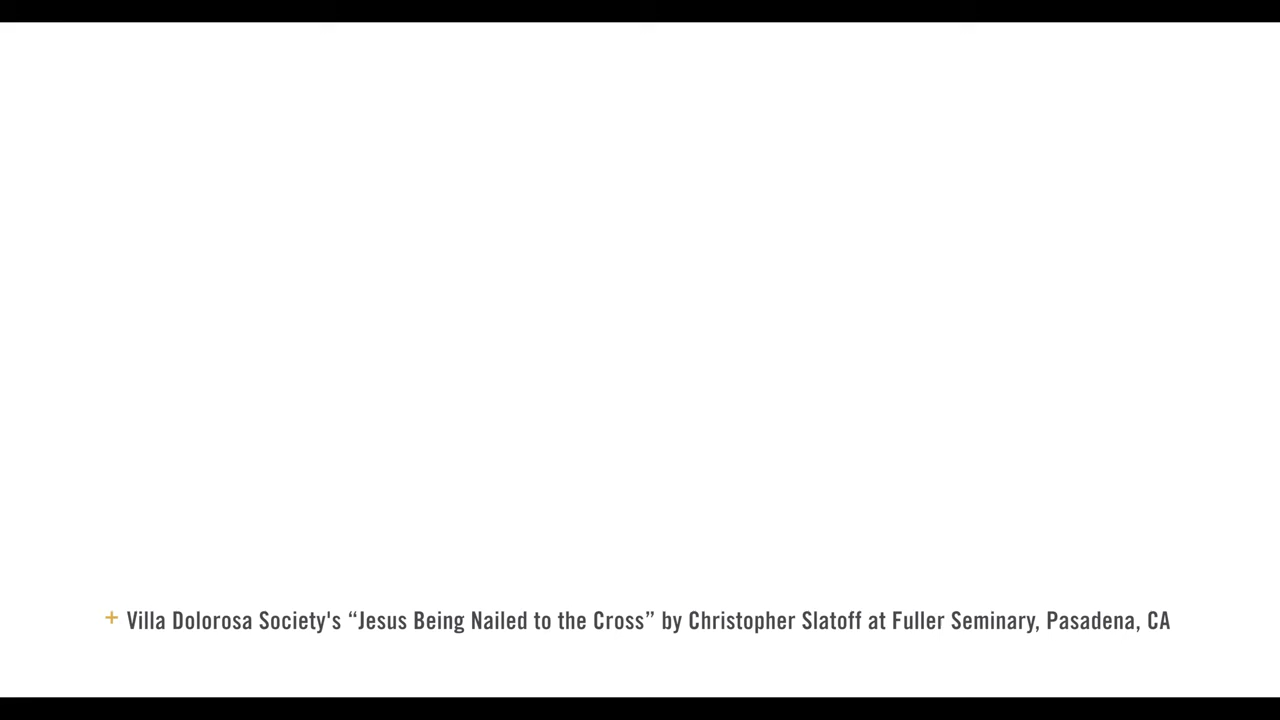 + Villa Dolorosa Society's “Jesus Being Nailed to the Cross” by Christopher Slatoff at Fuller Seminary, Pasadena, CA